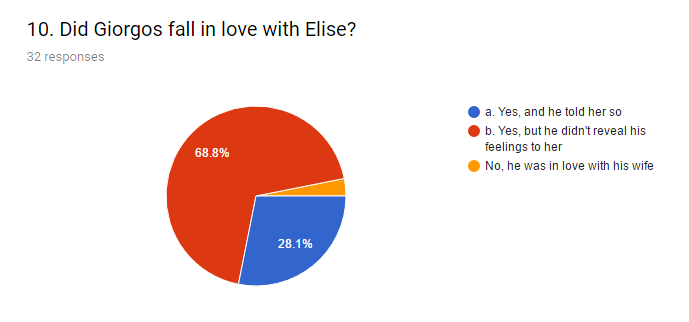 10. Did Giorgos fall in love with Elise?
32 responses
a. Yes, and he told her so
b. Yes, but he didn't reveal his
feelings to her
No, he was in love with his wife
68.8%
28.1%